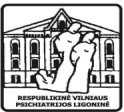 RESPUBLIKINĖ VILNIAUS
PSICHIATRIJOS LIGONINĖ